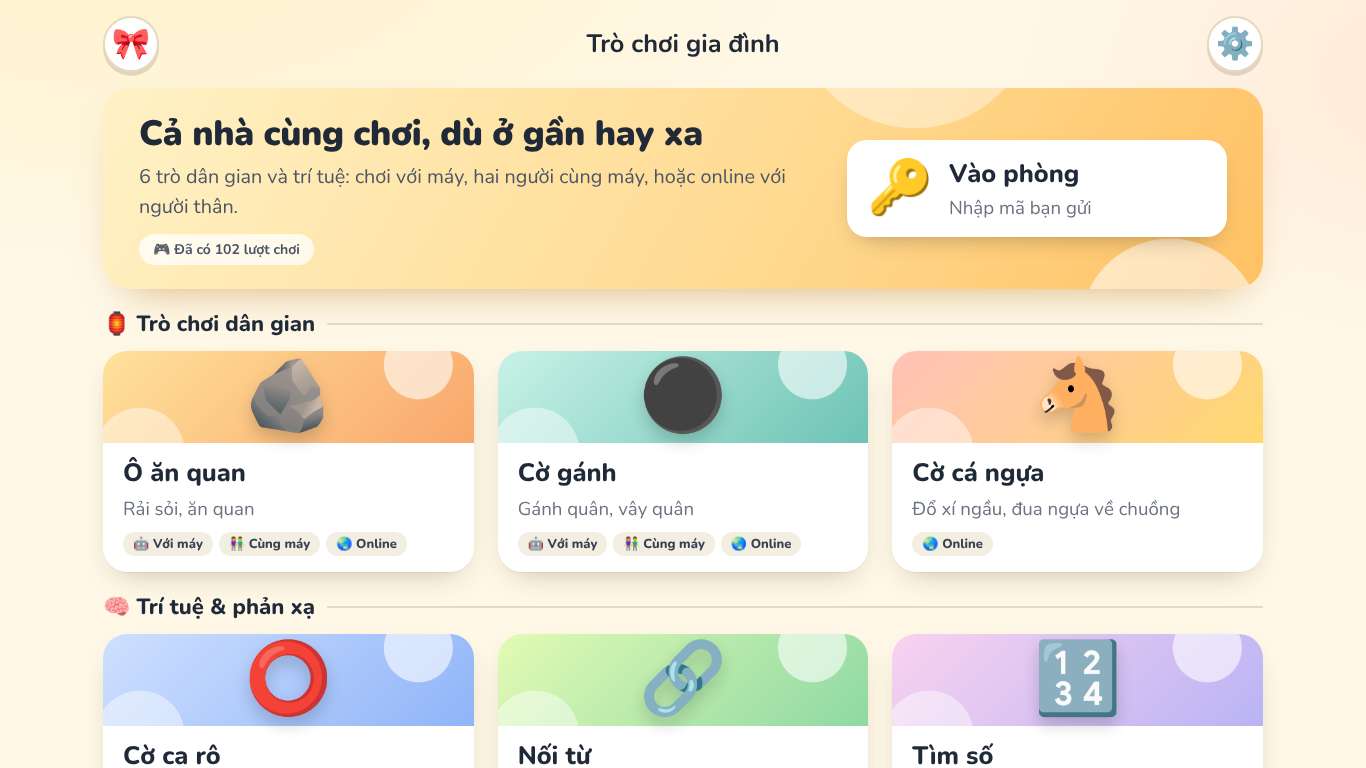 Trò chơi gia đình
Cả nhà cùng chơi, dù ở gần hay xa
6 trò dân gian và trí tuệ: chơi với máy, hai người cùng máy, hoặc online với
người thân.
Đã có 102 lượt chơi
Vào phòng
Nhập mã bạn gửi
Trò chơi dân gian
Ô ăn quan
Rải sỏi, ăn quan
Với máy Cùng máy Online
Cờ gánh
Gánh quân, vây quân
Với máy Cùng máy Online
Cờ cá ngựa
Đổ xí ngầu, đua ngựa về chuồng
Online
Trí tuệ & phản xạ
Cờ ca rô
Nối từ
1 2
3 4
Tìm số